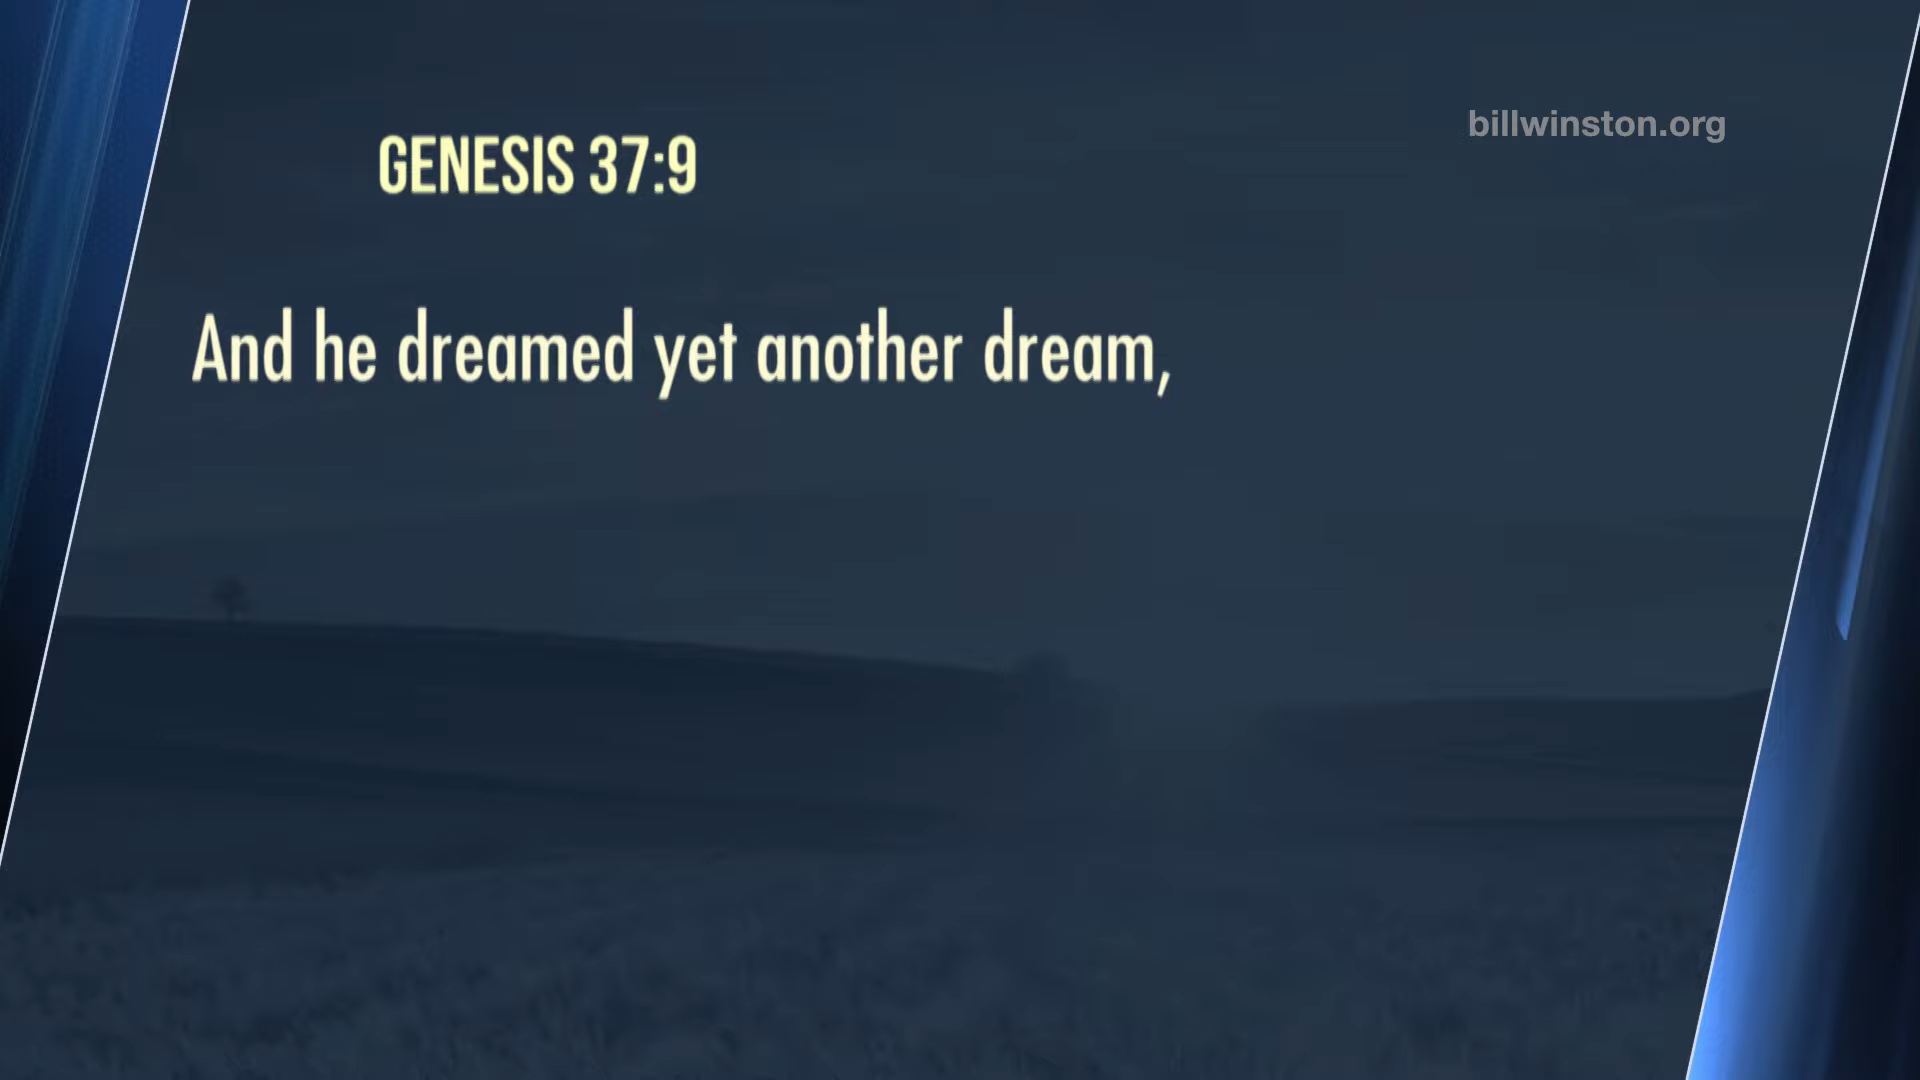 billwinston.org
GENESIS 37:9
And he dreamed yet another dream,